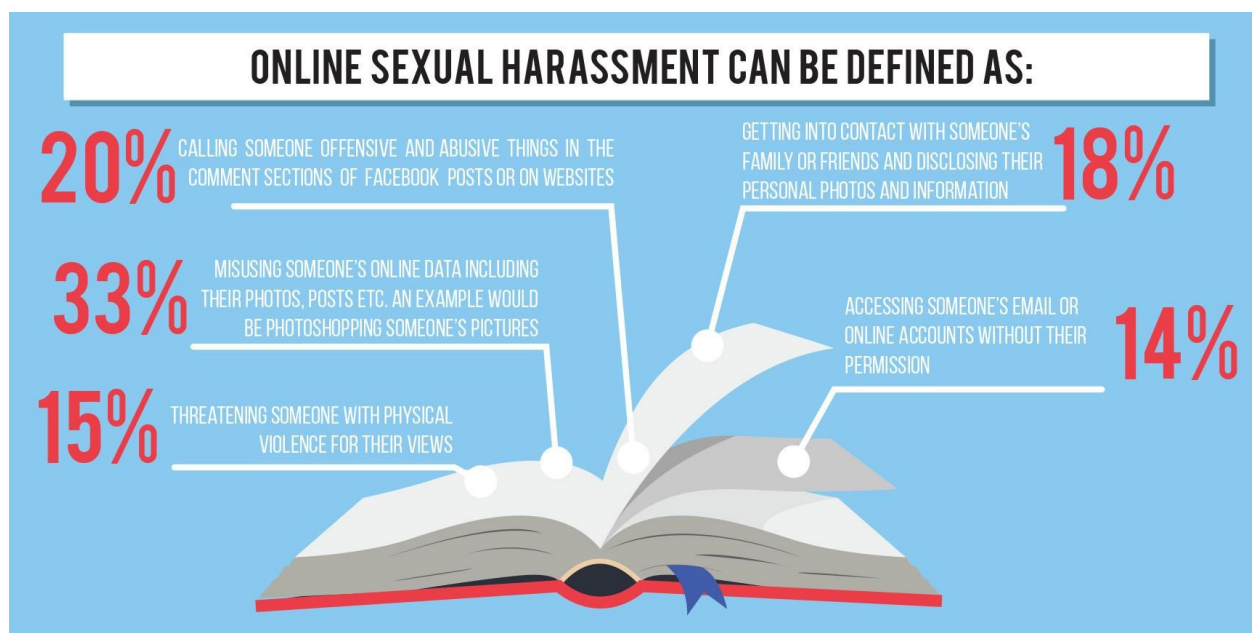 ONLINE SEXUAL HARASSMENT CAN BE DEFINED AS:
20%
CALLING SOMEONE OFFENSIVE AND ABUSIVE THINGS IN THE
COMMENT SECTIONS OF FACEBOOK POSTS OR ON WEBSITES
33%
MISUSING SOMEONE'S ONLINE DATA INCLUDING
THEIR PHOTOS, POSTS ETC. AN EXAMPLE WOULD
BE PHOTOSHOPPING SOMEONE'S PICTURES
15%
THREATENING SOMEONE WITH PHYSICAL
VIOLENCE FOR THEIR VIEWS
GETTING INTO CONTACT WITH SOMEONE'S
FAMILY OR FRIENDS AND DISCLOSING THEIR
PERSONAL PHOTOS AND INFORMATION
18%
ACCESSING SOMEONE'S EMAIL OR
ONLINE ACCOUNTS WITHOUT THEIR
PERMISSION
14%